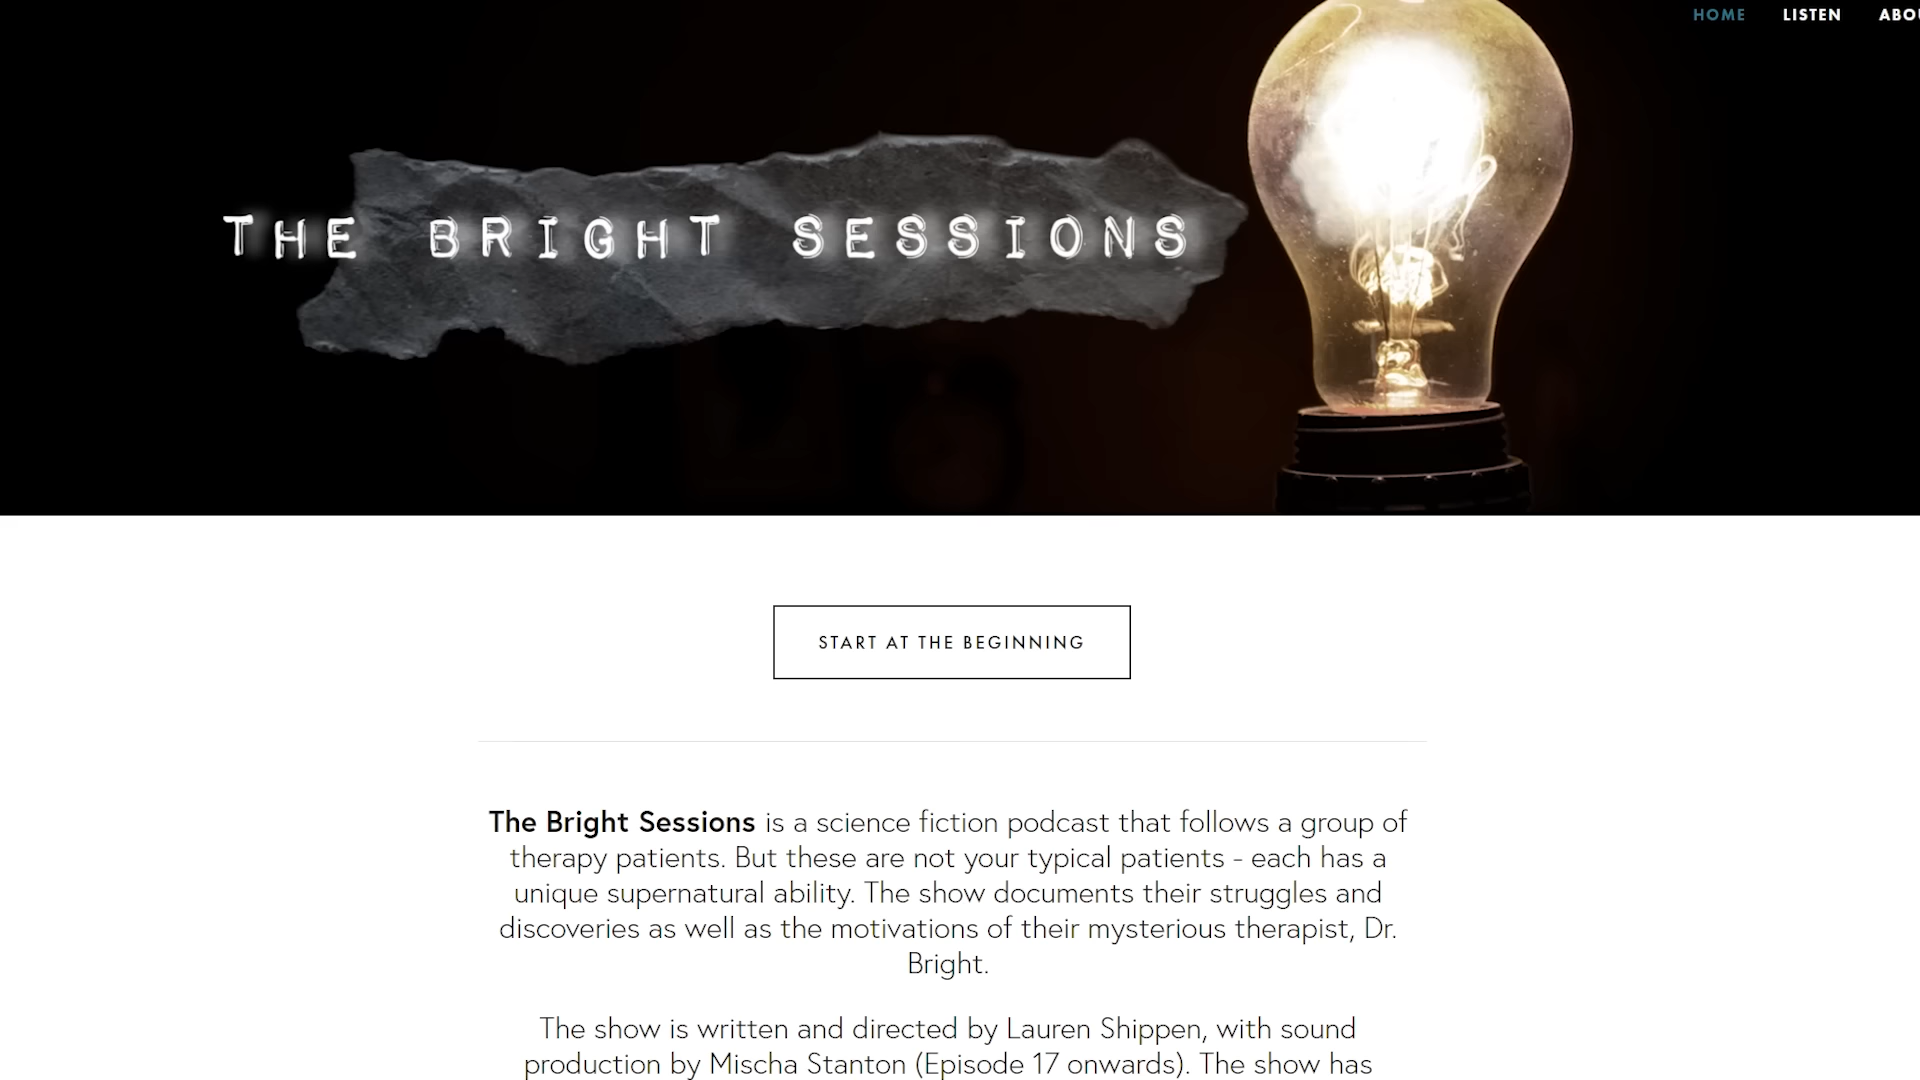 HOME LISTEN
THE BRIGHT SESSIONS
START AT THE BEGINNING
The Bright Sessions is a science fiction podcast that follows a group of
therapy patients. But these are not your typical patients - each has a
unique supernatural ability. The show documents their struggles and
discoveries as well as the motivations of their mysterious therapist, Dr.
Bright.
The show is written and directed by Lauren Shippen, with sound
production by Mischa Stanton (Episode 17 onwards). The show has